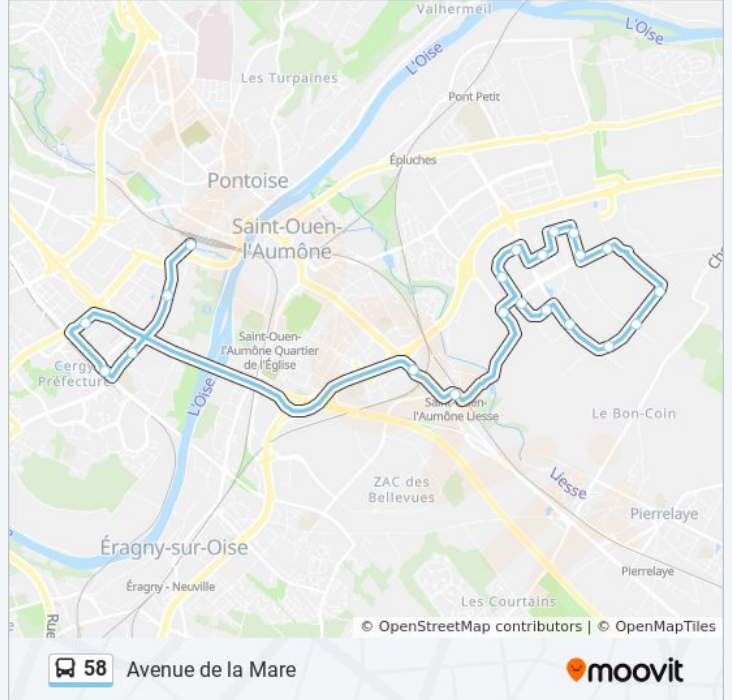 Valhermeil
L'Oise
L'Oise
Les Turpaines
Pont Petit
Épluches
Pontoise
Saint-Ouen-
l'Aumône
Ch
Saint-Ouen-
l'Aumône Quartier
de l'Église
Cergy
Préfecture
L'Oise
Saint-Ouen-
l'Aumône Liesse
Le Bon-Coin
ZAC des
Bellevues
Liesse
Pierrelaye
Éragny-sur-Oise
Pierrelaye
Éragny - Neuville
Les Courtains
Rue
© OpenStreetMap contributors | © OpenMapTiles
58 Avenue de la Mare
moovit